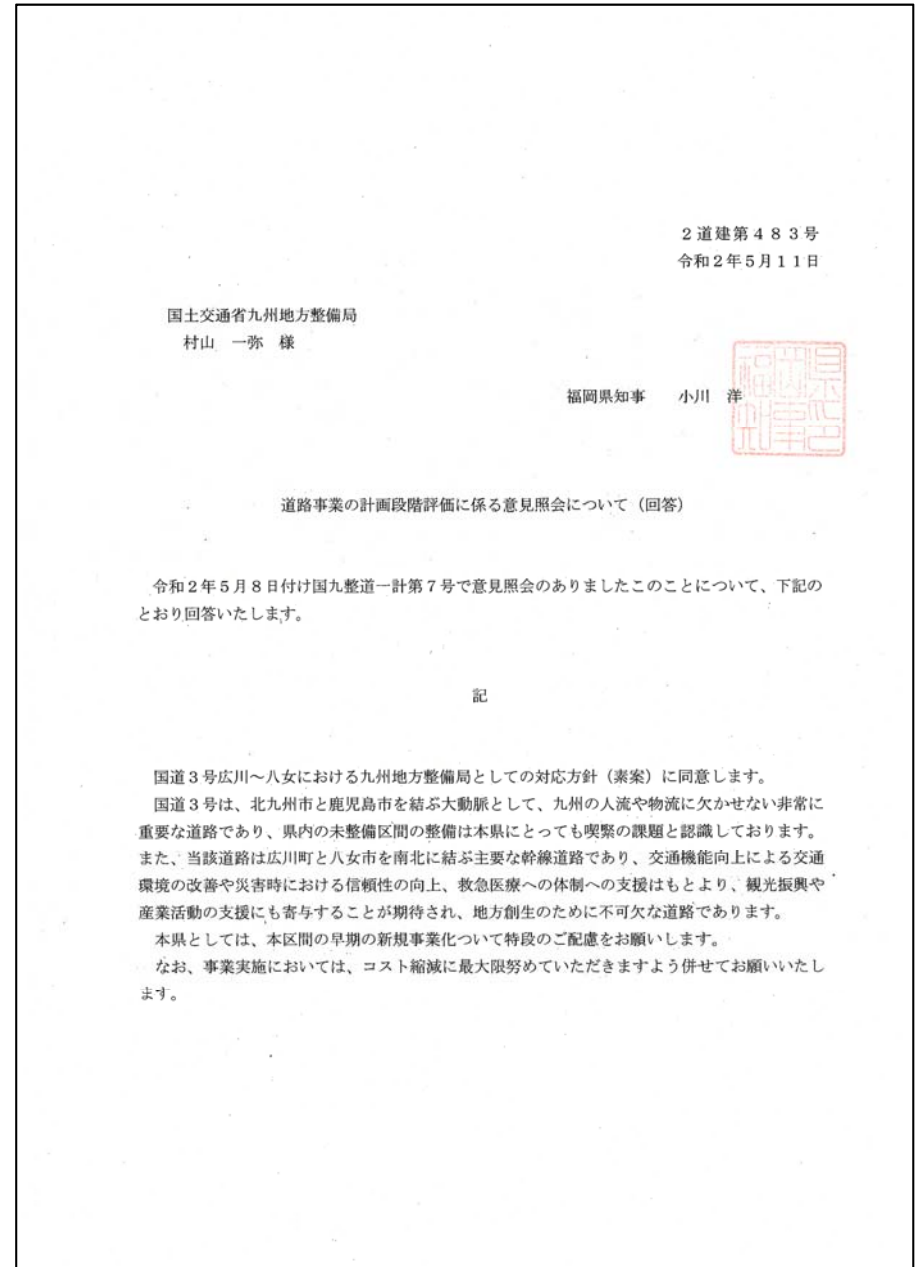 ２道建第４８３号
令和２年５月１１日
国土交通省九州地方整備局
村山　一弥　様
福岡県知事　　小川　洋
道路事業の計画段階評価に係る意見照会について（回答）
令和２年５月８日付け国九整道一計第７号で意見照会のありましたこのことについて、下記の
とおり回答いたします。
記
国道３号広川～八女における九州地方整備局としての対応方針（素案）に同意します。
国道３号は、北九州市と鹿児島市を結ぶ大動脈として、九州の人流や物流に欠かせない非常に
重要な道路であり、県内の未整備区間の整備は本県にとっても喫緊の課題と認識しております。
また、当該道路は広川町と八女市を南北に結ぶ主要な幹線道路であり、交通機能向上による交通
環境の改善や災害時における信頼性の向上、救急医療への体制への支援はもとより、観光振興や
産業活動の支援にも寄与することが期待され、地方創生のために不可欠な道路であります。
本県としては、本区間の早期の新規事業化ついて特段のご配慮をお願いします。
なお、事業実施においては、コスト縮減に最大限努めていただきますよう併せてお願いいたし
ます。